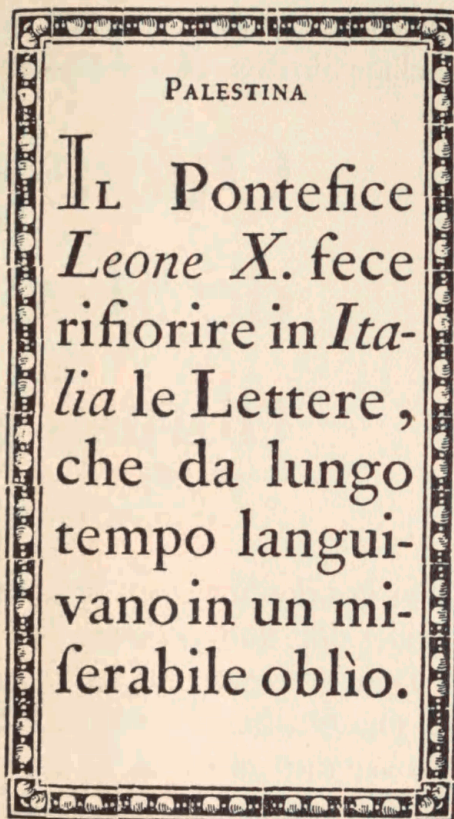 PALESTINA
IL Pontefice
Leone X. fece
rifiorire in Ita-
lia le Lettere ,
che da lungo
tempo langui-
vano in un mi-
ſerabile oblìo.